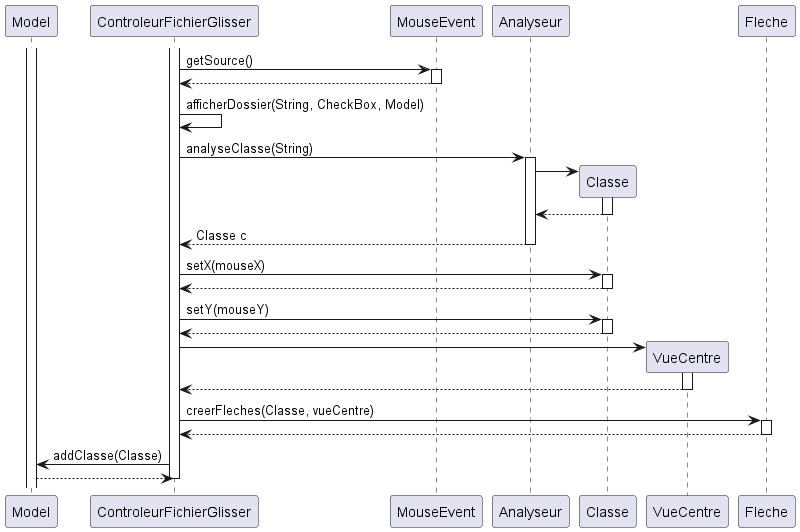 Model
ControleurFichierGlisser
MouseEvent
Analyseur
Fleche
getSource()
afficherDossier(String, CheckBox, Model)
analyseClasse(String)
Classe
Classe c
setX(mouseX)
setY(mouseY)
VueCentre
creerFleches(Classe, vueCentre)
addClasse(Classe)
Model
ControleurFichierGlisser
MouseEvent
Analyseur
Classe
VueCentre
Fleche